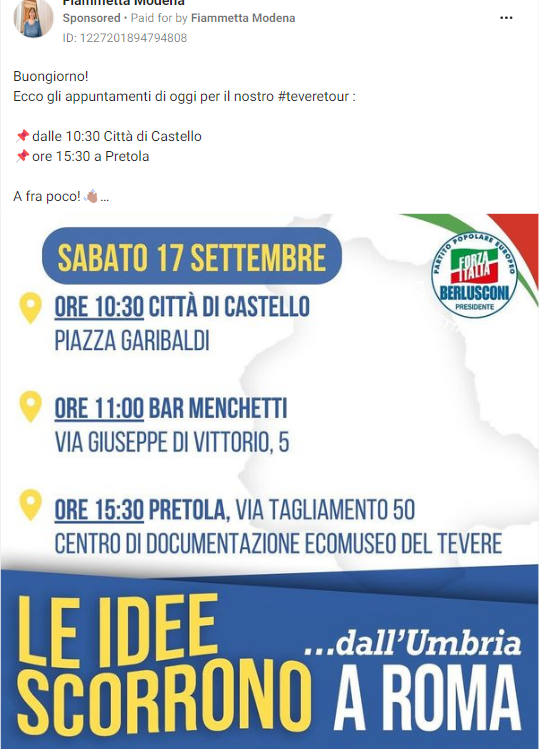 Fiammetta Modena
Sponsored • Paid for by Fiammetta Modena
ID: 1227201894794808
Buongiorno!
Ecco gli appuntamenti di oggi per il nostro #teveretour :
📌dalle 10:30 Città di Castello
📌ore 15:30 a Pretola
A fra poco!👋🏼...
SABATO 17 SETTEMBRE
PARTITO POPOLARE EUROPEO
FORZA
ITALIA
BERLUSCONI
PRESIDENTE
ORE 10:30 CITTÀ DI CASTELLO
PIAZZA GARIBALDI
ORE 11:00 BAR MENCHETTI
VIA GIUSEPPE DI VITTORIO, 5
ORE 15:30 PRETOLA, VIA TAGLIAMENTO 50
CENTRO DI DOCUMENTAZIONE ECOMUSEO DEL TEVERE
LE IDEE
SCORRONO
...dall'Umbria
A ROMA